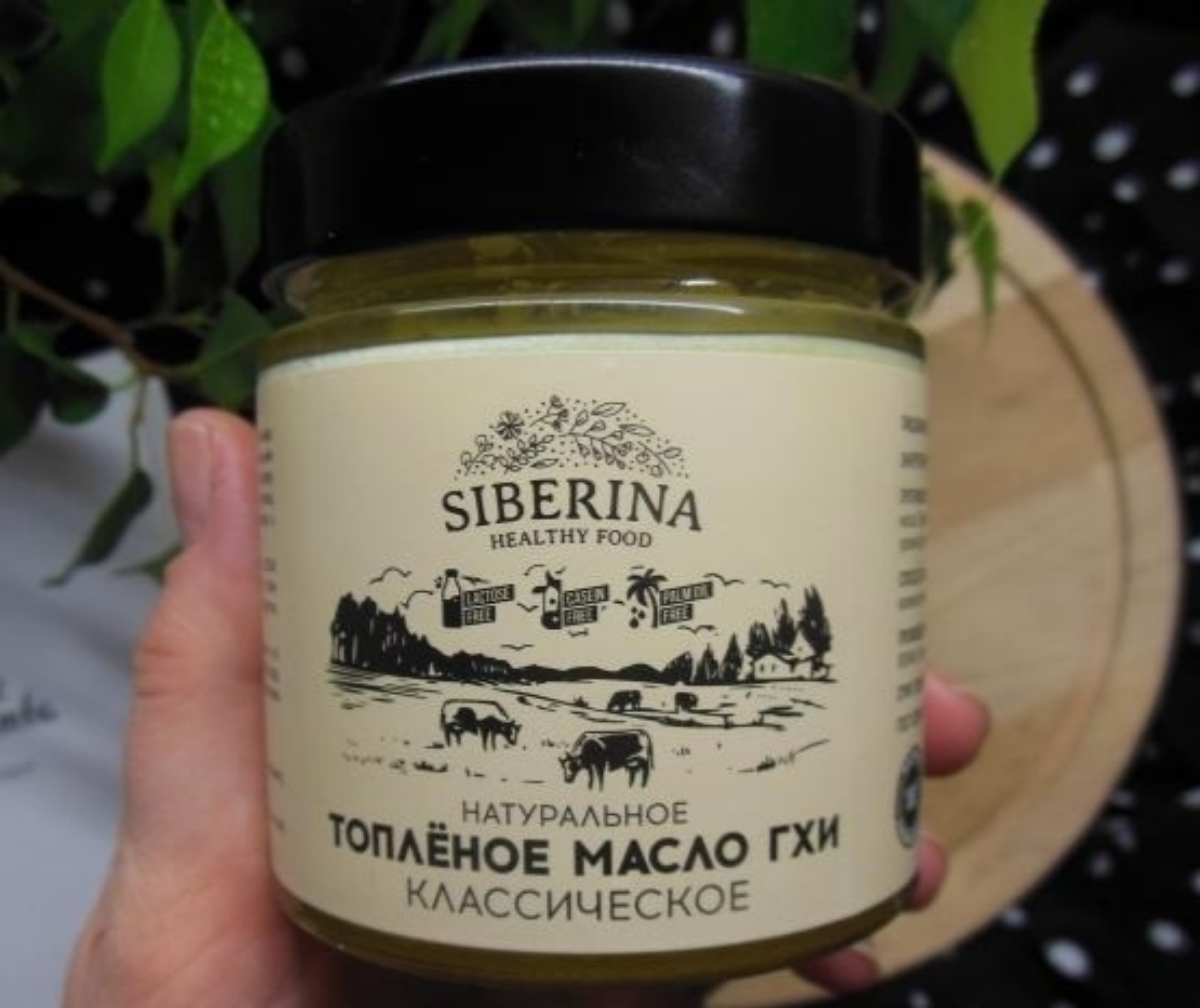 SIBERINA
HEALTHY FOOD
LACTOSE
FREE
CASEIN
FREE
PALM OIL
FREE
НАТУРАЛЬНОЕ
ТОПЛЁНОЕ МАСЛО ГХИ
КЛАССИЧЕСКОЕ